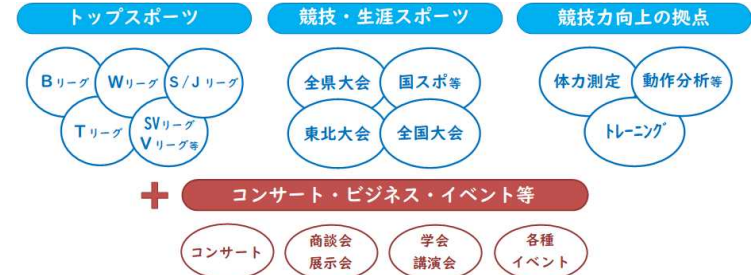 トップスポーツ
競技・生涯スポーツ
競技力向上の拠点
Bリーグ
Wリーグ
S/Jリーグ
Tリーグ
SVリーグ
Vリーグ等
全県大会
国スポ等
東北大会
全国大会
体力測定
動作分析等
トレーニング
+
コンサート・ビジネス・イベント等
コンサート
商談会
展示会
学会
講演会
各種
イベント